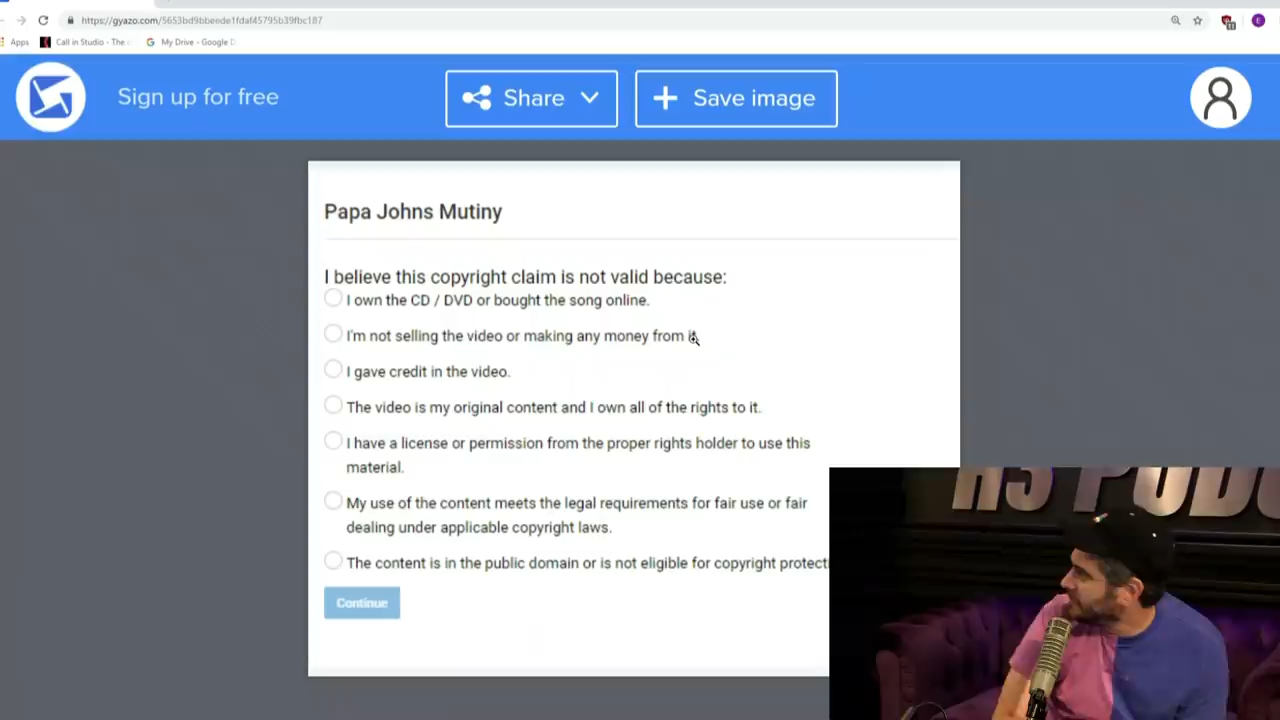 https://gyazo.com/5653bd9bbeede1fdaf45795b39fbc187
Apps
Call in Studio - The
My Drive - Google D
Sign up for free
Share
Save image
Papa Johns Mutiny
I believe this copyright claim is not valid because:
I own the CD / DVD or bought the song online.
I'm not selling the video or making any money from it.
I gave credit in the video.
The video is my original content and I own all of the rights to it.
I have a license or permission from the proper rights holder to use this
material.
My use of the content meets the legal requirements for fair use or fair
dealing under applicable copyright laws.
The content is in the public domain or is not eligible for copyright protecti
Continue
H3 PODC
E